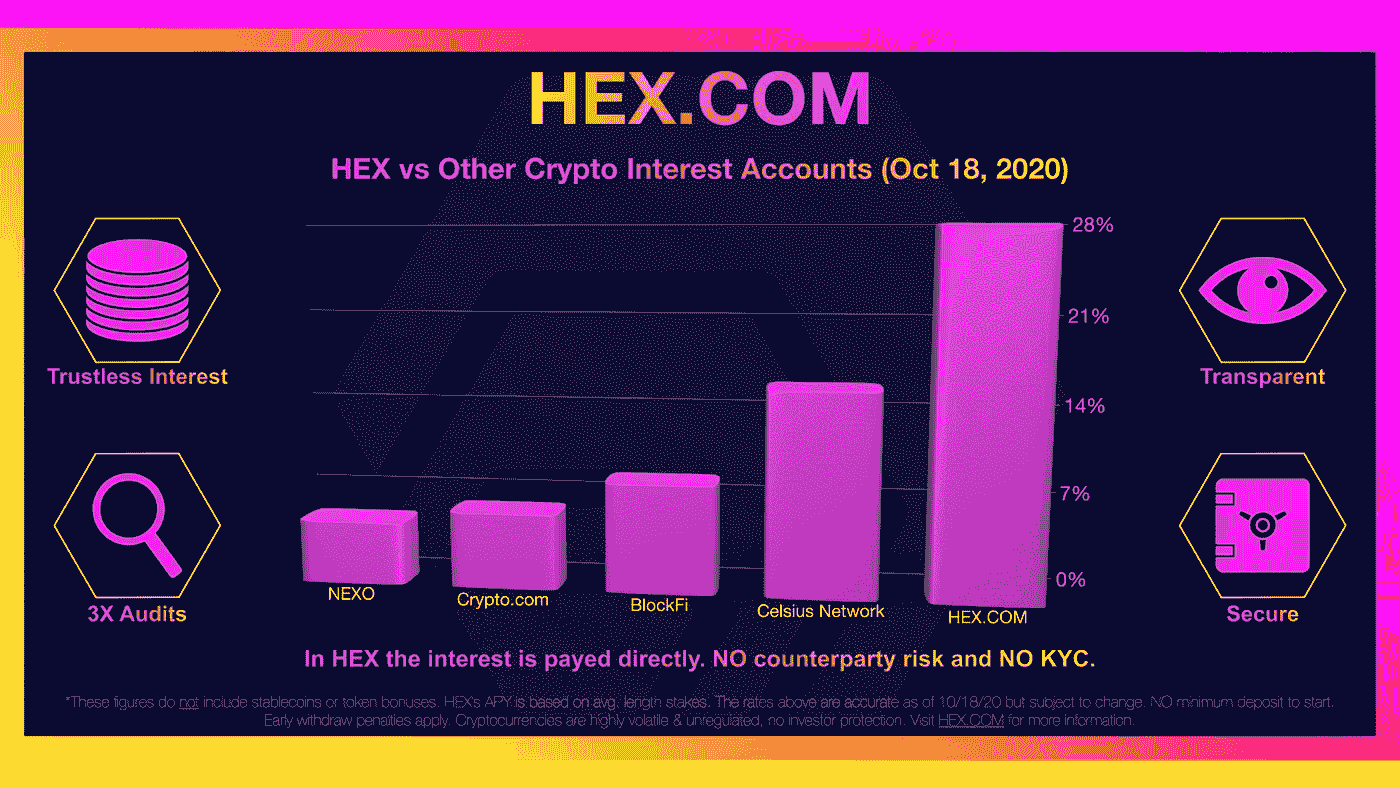 HEX.COM
HEX vs Other Crypto Interest Accounts (Oct 18, 2020)
28%
21%
14%
7%
0%
Trustless Interest
Transparent
3X Audits
Secure
NEXO
Crypto.com
BlockFi
Celsius Network
HEX.COM
In HEX the interest is payed directly. NO counterparty risk and NO KYC.
*These figures do not include stablecoins or token bonuses. HEX's APY is based on avg. length stakes. The rates above are accurate as of 10/18/20 but subject to change. NO minimum deposit to start.
Early withdraw penalties apply. Cryptocurrencies are highly volatile & unregulated, no investor protection. Visit HEX.COM for more information.